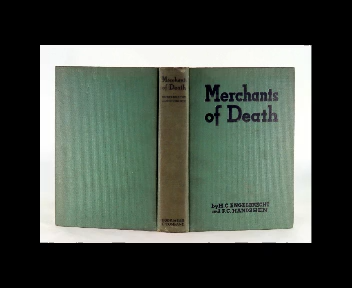 Merchants
of Death
Merchants
of Death
by H.C. ENGELBRECHT
and F.C. HANIGHEN